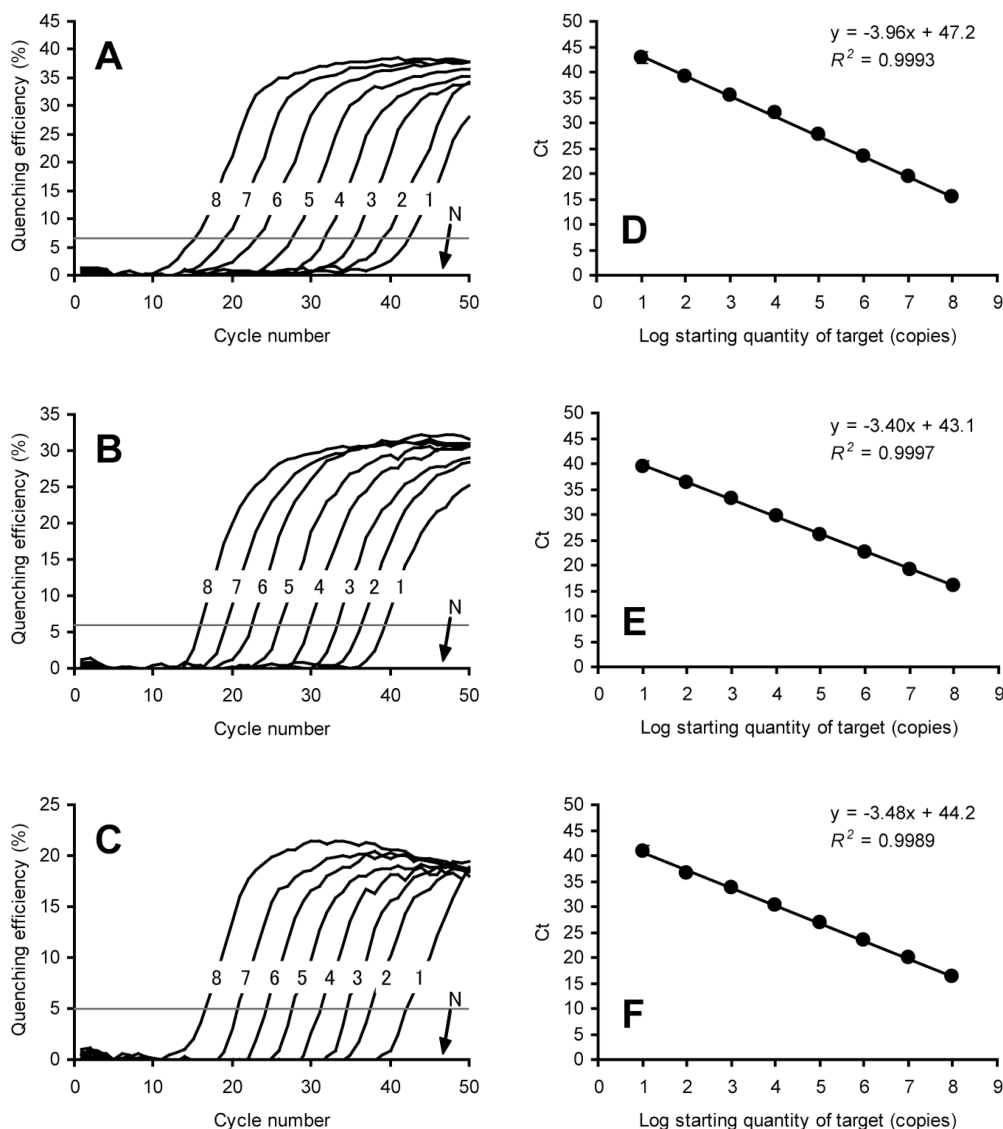 A
Quenching efficiency (%)
45
40
35
30
25
20
15
10
5
0
8 7 6 5 4 3 2 1
N
0 10 20 30 40 50
Cycle number
D
Ct
50
45
40
35
30
25
20
15
10
5
0
y = -3.96x + 47.2
R² = 0.9993
0 1 2 3 4 5 6 7 8 9
Log starting quantity of target (copies)
B
Quenching efficiency (%)
35
30
25
20
15
10
5
0
8 7 6 5 4 3 2 1
N
0 10 20 30 40 50
Cycle number
E
Ct
50
45
40
35
30
25
20
15
10
5
0
y = -3.40x + 43.1
R² = 0.9997
0 1 2 3 4 5 6 7 8 9
Log starting quantity of target (copies)
C
Quenching efficiency (%)
25
20
15
10
5
0
8 7 6 5 4 3 2 1
N
0 10 20 30 40 50
Cycle number
F
Ct
50
45
40
35
30
25
20
15
10
5
0
y = -3.48x + 44.2
R² = 0.9989
0 1 2 3 4 5 6 7 8 9
Log starting quantity of target (copies)